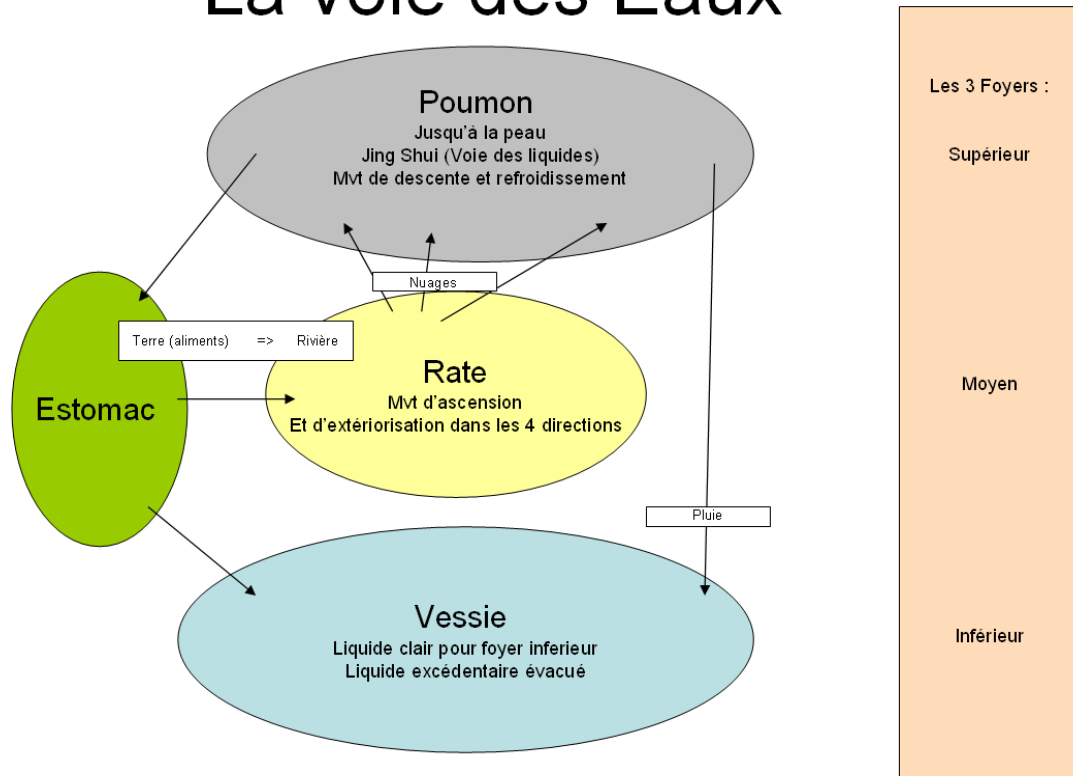 La Voie des Eaux
Les 3 Foyers :
Poumon
Jusqu'à la peau
Jing Shui (Voie des liquides)
Mvt de descente et refroidissement
Supérieur
Nuages
Terre (aliments) => Rivière
Estomac
Rate
Mvt d'ascension
Et d'extériorisation dans les 4 directions
Moyen
Pluie
Vessie
Liquide clair pour foyer inferieur
Liquide excédentaire évacué
Inférieur